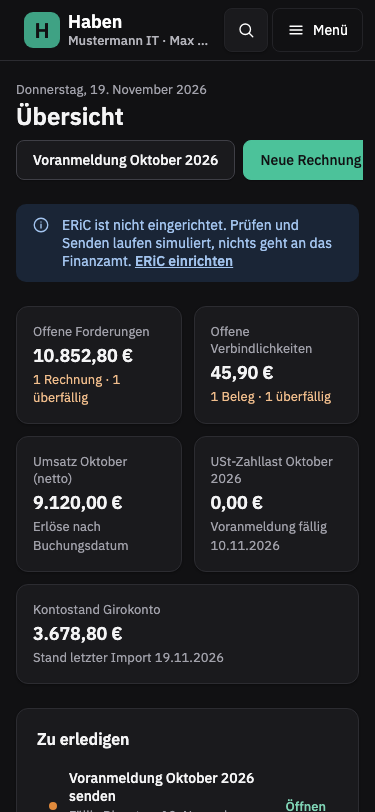 H
Haben
Mustermann IT · Max ...
Menü
Donnerstag, 19. November 2026
Übersicht
Voranmeldung Oktober 2026
Neue Rechnung
ERiC ist nicht eingerichtet. Prüfen und
Senden laufen simuliert, nichts geht an das
Finanzamt. ERiC einrichten
Offene Forderungen
10.852,80 €
1 Rechnung · 1
überfällig
Offene
Verbindlichkeiten
45,90 €
1 Beleg · 1 überfällig
Umsatz Oktober
(netto)
9.120,00 €
Erlöse nach
Buchungsdatum
USt-Zahllast Oktober
2026
0,00 €
Voranmeldung fällig
10.11.2026
Kontostand Girokonto
3.678,80 €
Stand letzter Import 19.11.2026
Zu erledigen
Voranmeldung Oktober 2026
senden
Öffnen